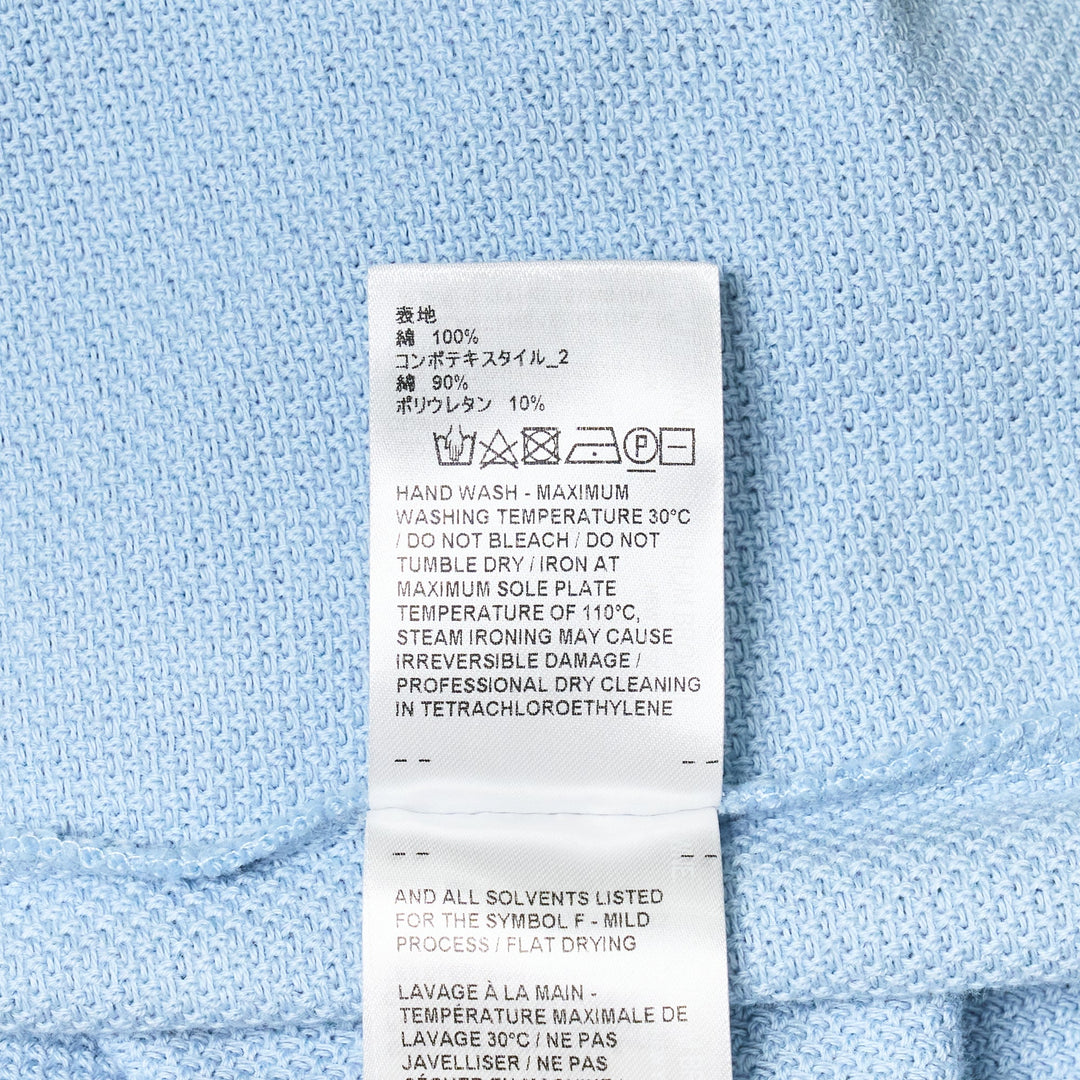 表地
綿 100%
コンポテキスタイル_2
綿 90%
ポリウレタン 10%
P
HAND WASH - MAXIMUM
WASHING TEMPERATURE 30°C
/ DO NOT BLEACH / DO NOT
TUMBLE DRY / IRON AT
MAXIMUM SOLE PLATE
TEMPERATURE OF 110°C,
STEAM IRONING MAY CAUSE
IRREVERSIBLE DAMAGE /
PROFESSIONAL DRY CLEANING
IN TETRACHLOROETHYLENE
AND ALL SOLVENTS LISTED
FOR THE SYMBOL F - MILD
PROCESS / FLAT DRYING
LAVAGE À LA MAIN -
TEMPÉRATURE MAXIMALE DE
LAVAGE 30°C / NE PAS
JAVELLISER / NE PAS